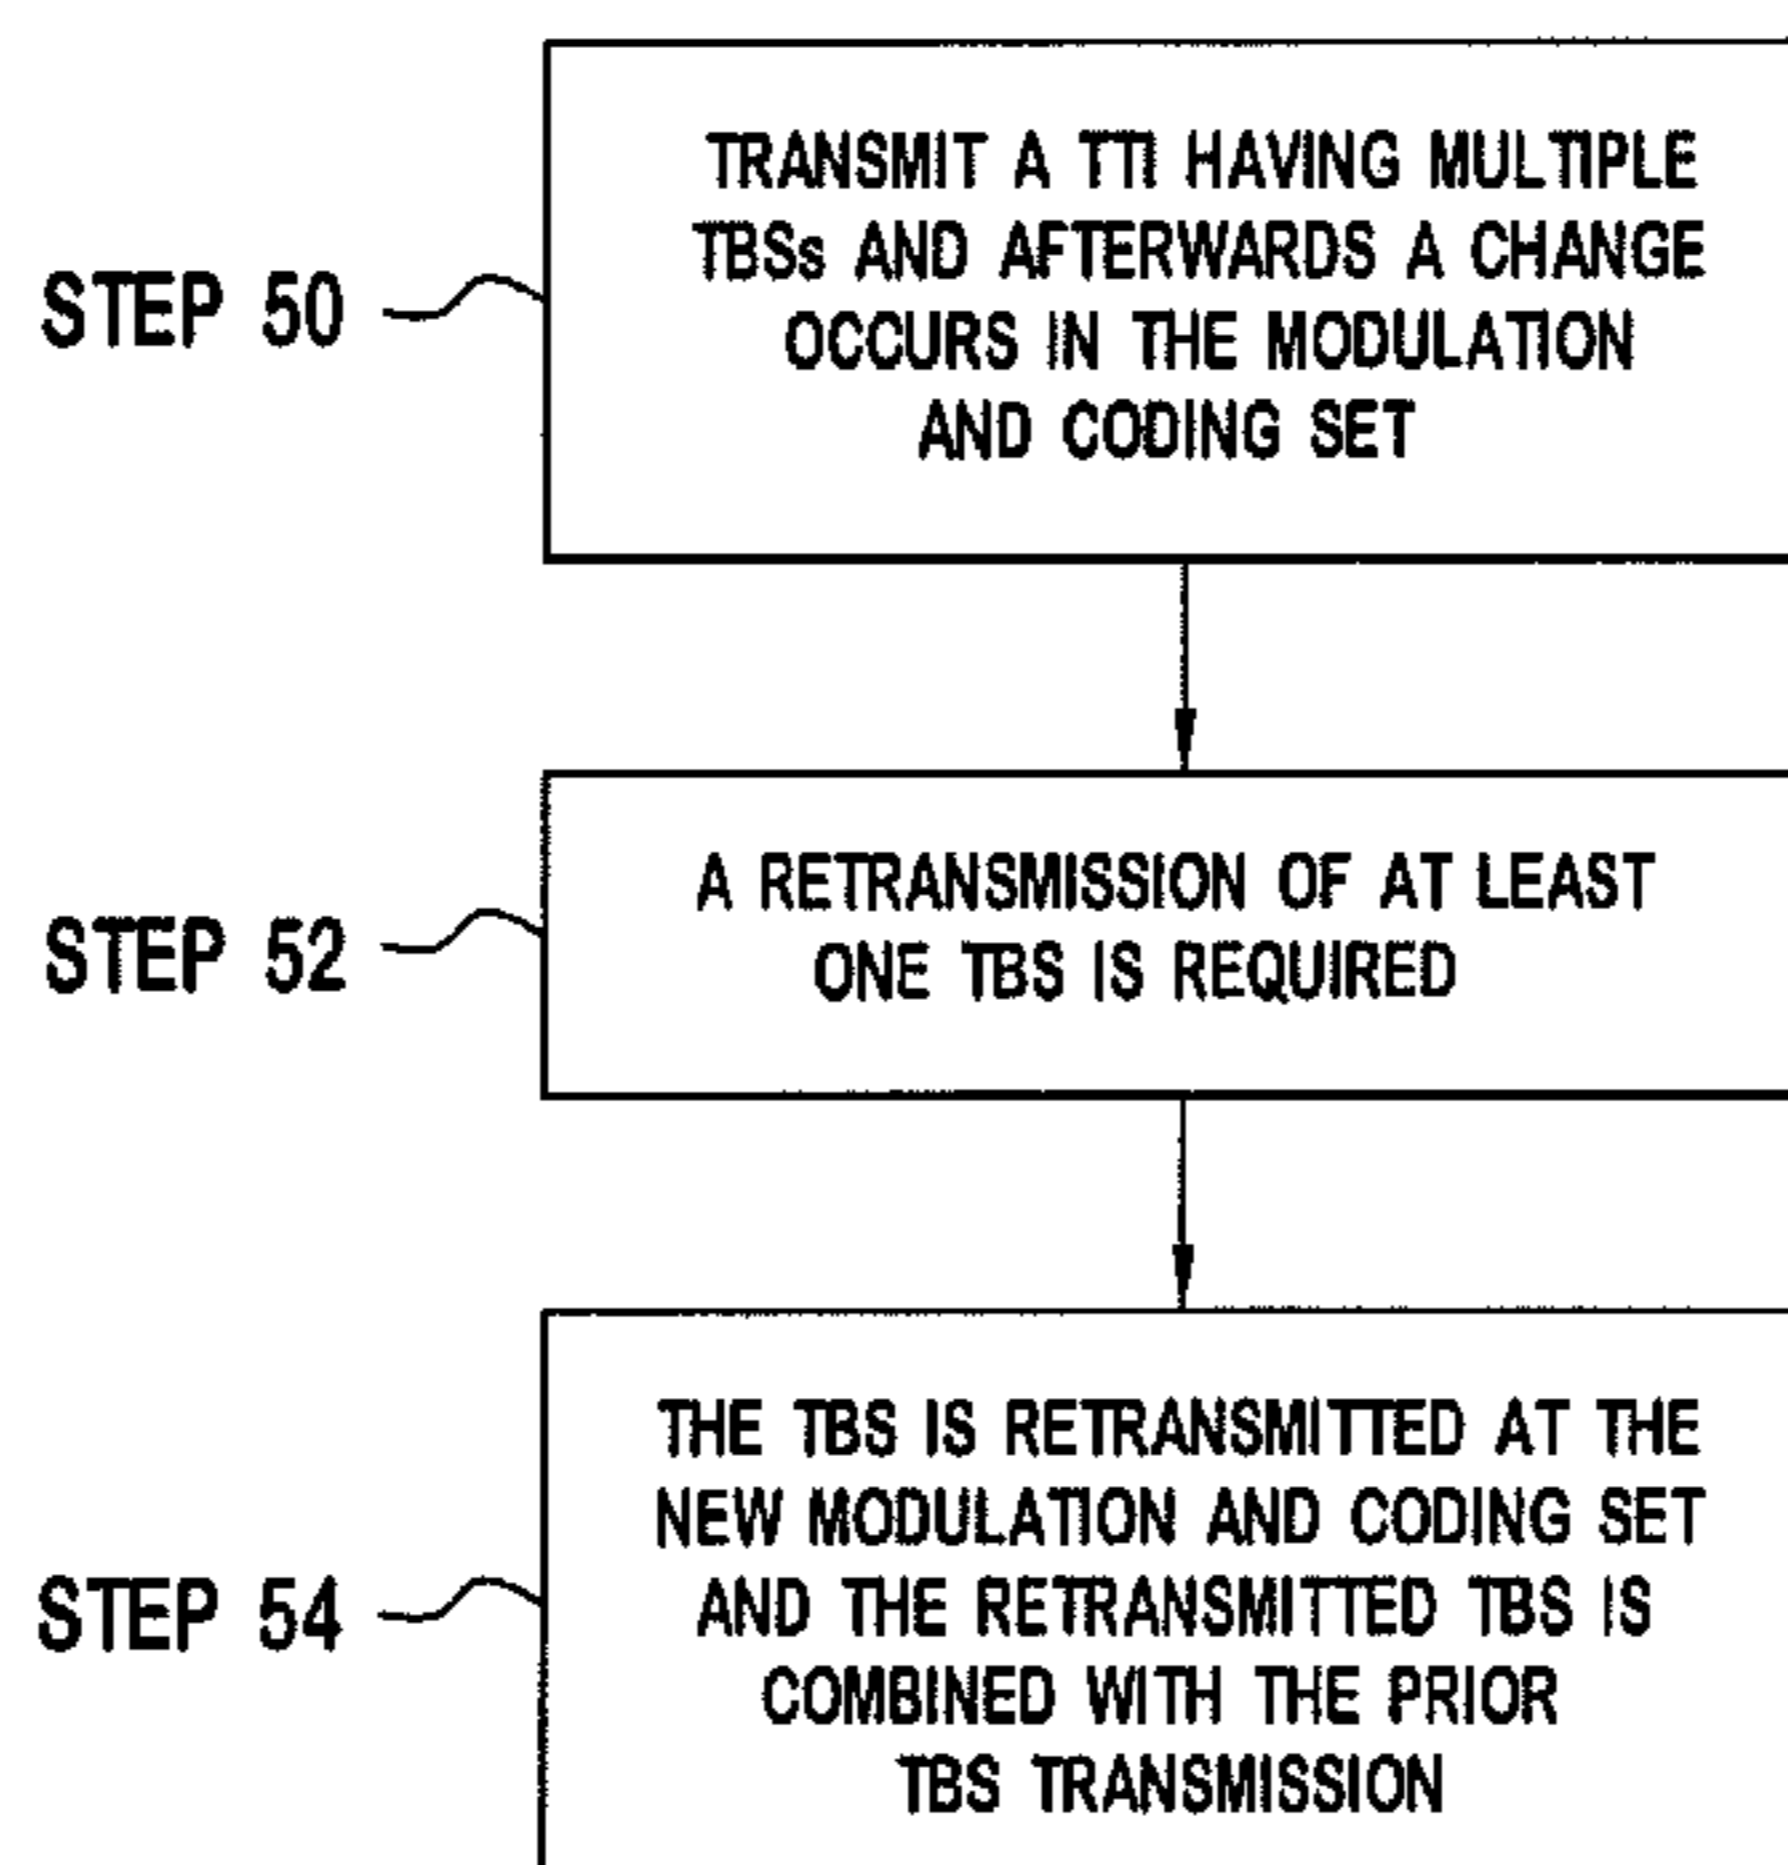 TRANSMIT A TTI HAVING MULTIPLE
TBSs AND AFTERWARDS A CHANGE
OCCURS IN THE MODULATION
AND CODING SET
STEP 50
A RETRANSMISSION OF AT LEAST
ONE TBS IS REQUIRED
STEP 52
THE TBS IS RETRANSMITTED AT THE
NEW MODULATION AND CODING SET
AND THE RETRANSMITTED TBS IS
COMBINED WITH THE PRIOR
TBS TRANSMISSION
STEP 54